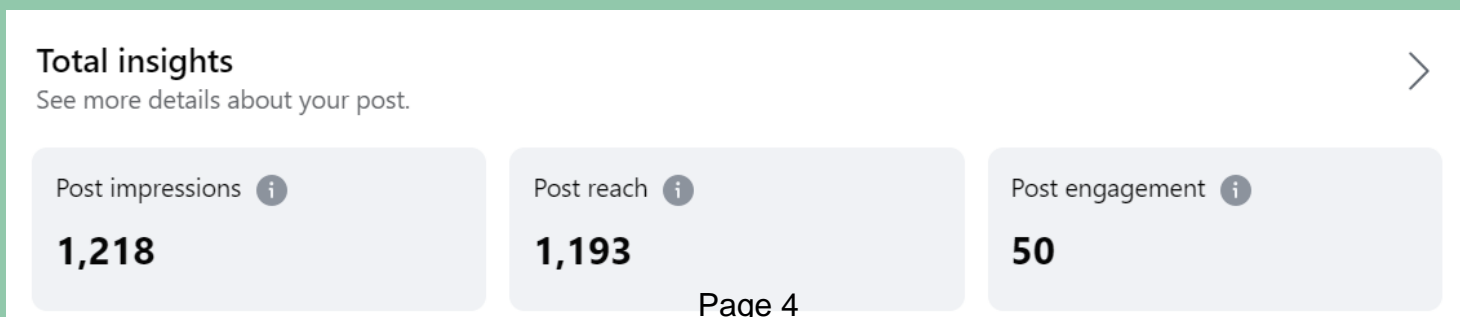 Total insights
See more details about your post.
Post impressions
1,218
Post reach
1,193
Post engagement
50
Page 4